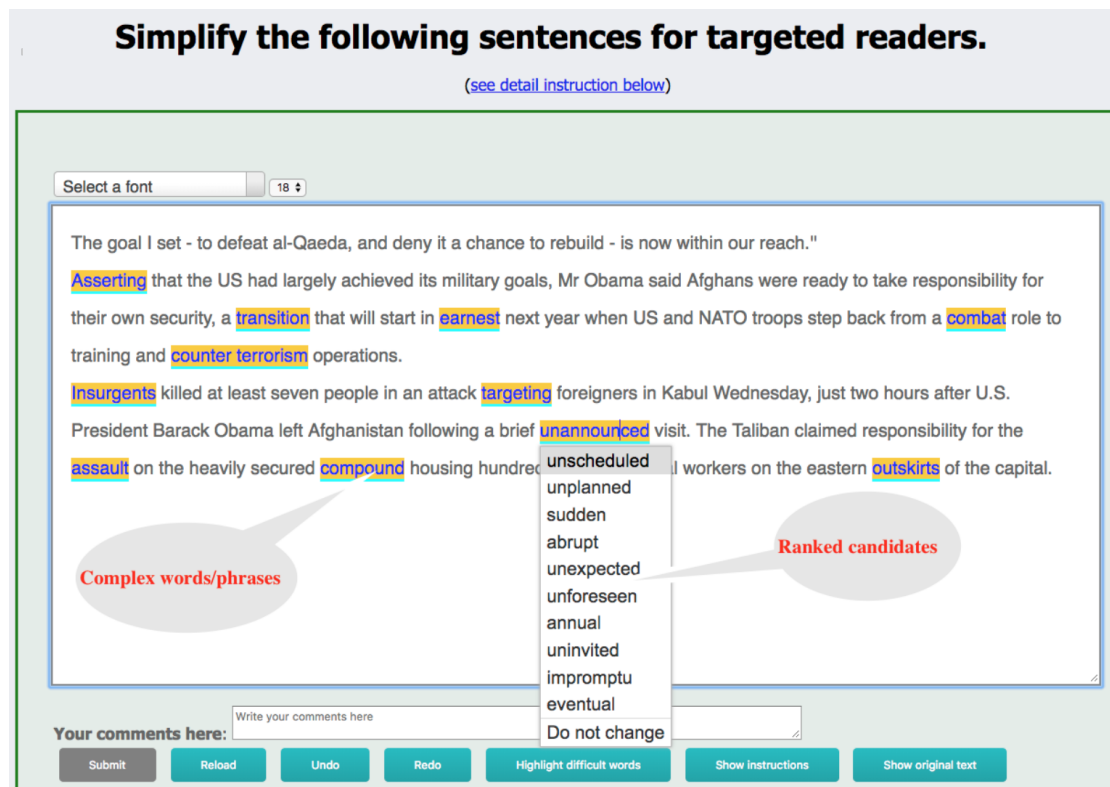 Simplify the following sentences for targeted readers.
(see detail instruction below)
Select a font
18
The goal I set - to defeat al-Qaeda, and deny it a chance to rebuild - is now within our reach."
Asserting that the US had largely achieved its military goals, Mr Obama said Afghans were ready to take responsibility for
their own security, a transition that will start in earnest next year when US and NATO troops step back from a combat role to
training and counter terrorism operations.
Insurgents killed at least seven people in an attack targeting foreigners in Kabul Wednesday, just two hours after U.S.
President Barack Obama left Afghanistan following a brief unannounced visit. The Taliban claimed responsibility for the
assault on the heavily secured compound housing hundred l workers on the eastern outskirts of the capital.
unscheduled
unplanned
sudden
abrupt
unexpected
unforeseen
annual
uninvited
impromptu
eventual
Do not change
Complex words/phrases
Ranked candidates
Your comments here:
Write your comments here
Submit
Reload
Undo
Redo
Highlight difficult words
Show instructions
Show original text